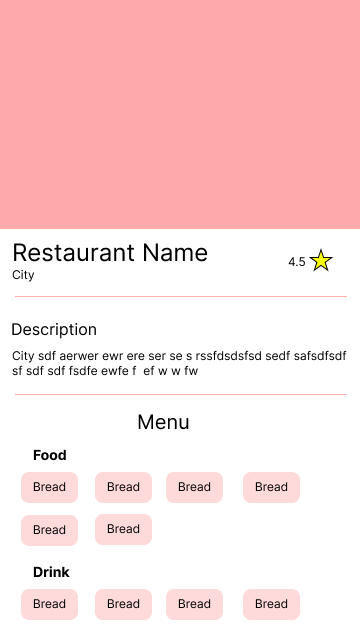 Restaurant Name
4.5
City
Description
City sdf aerwer ewr ere ser se s rssfdsdsfsd sedf safsdfsdf
sf sdf sdf fsdfe ewfe f  ef w w fw
Menu
Food
Bread Bread Bread Bread
Bread Bread
Drink
Bread Bread Bread Bread